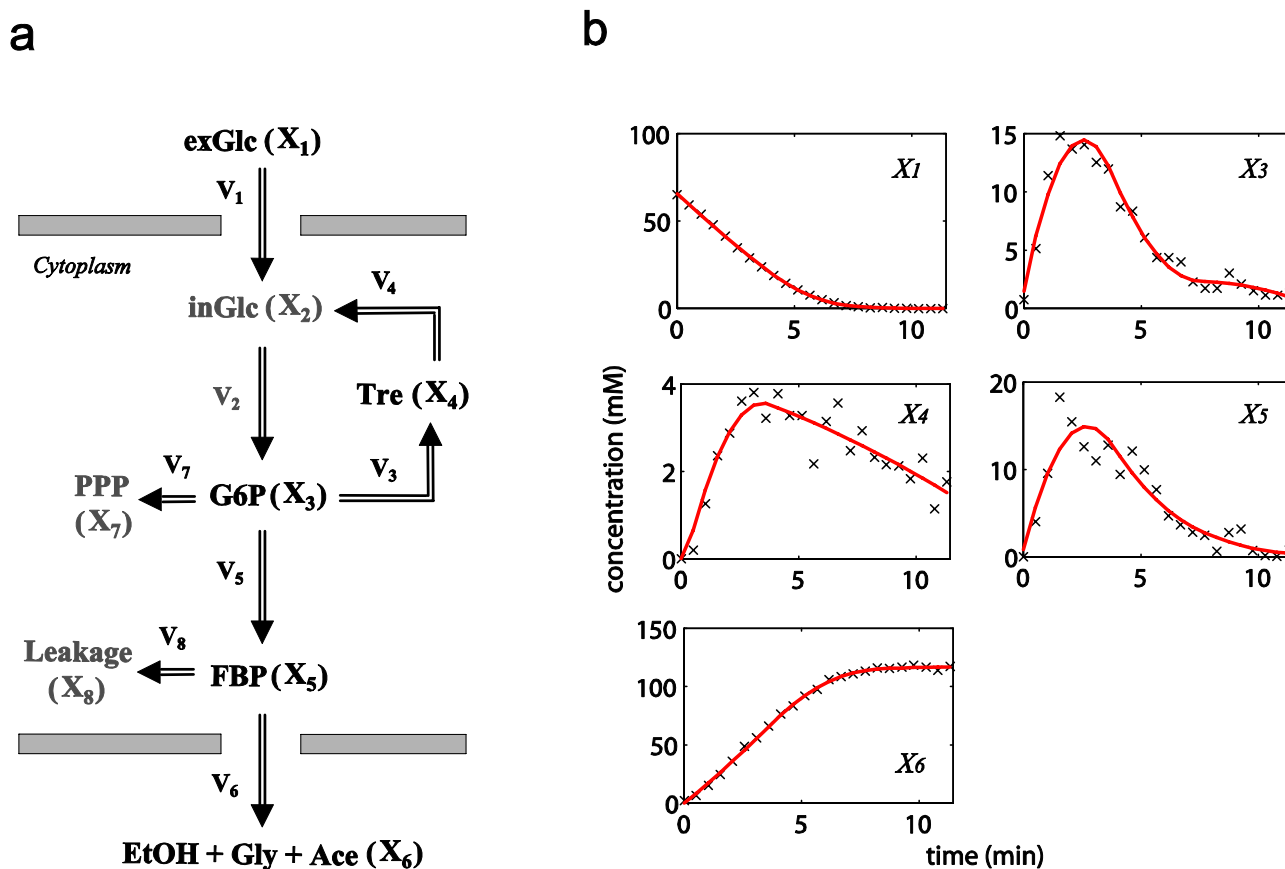 a
exGlc (X1)
V1
Cytoplasm
inGlc (X2)
V4
V2
Tre (X4)
V7
V3
PPP
(X7)
G6P (X3)
V5
V8
Leakage
(X8)
FBP (X5)
V6
EtOH + Gly + Ace (X6)
b
concentration (mM)
100
50
0
X1
0 5 10
15
10
5
0
X3
0 5 10
4
2
0
X4
0 5 10
20
10
0
X5
0 5 10
150
100
50
0
X6
0 5 10
time (min)